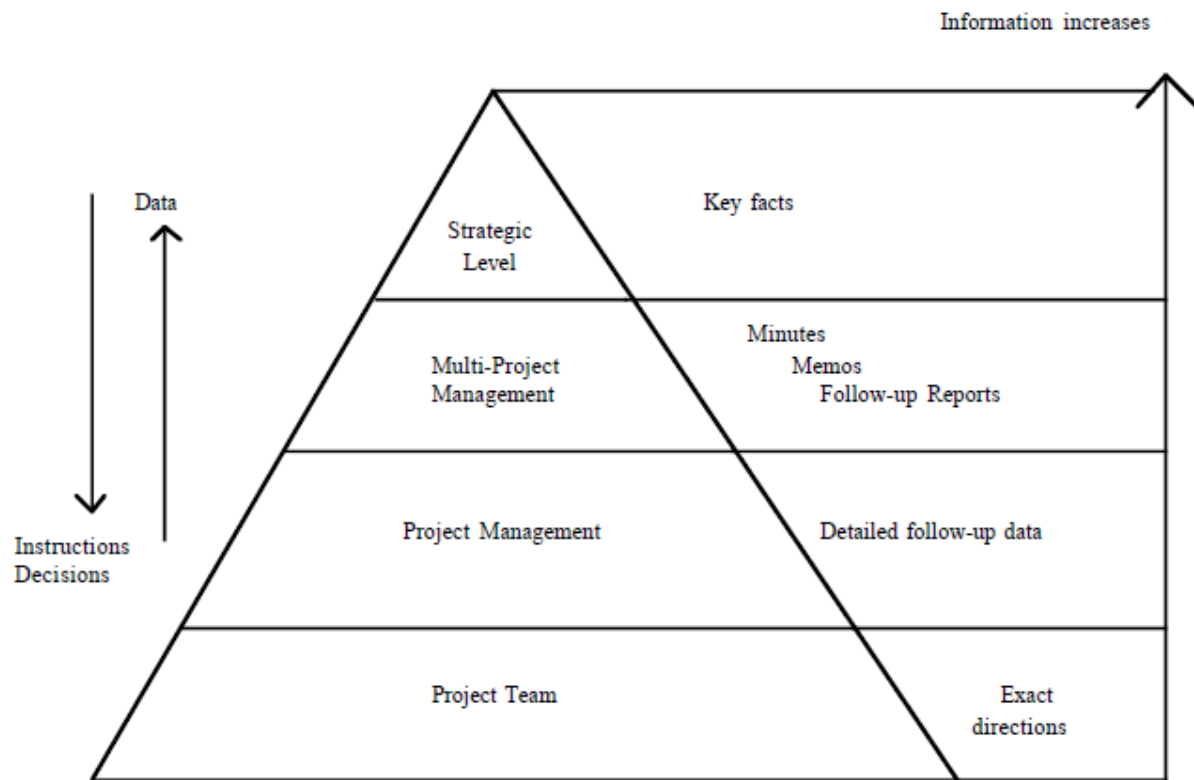 Information increases
Data
Key facts
Strategic
Level
Minutes
Multi-Project
Memos
Management
Follow-up Reports
Project Management
Detailed follow-up data
Instructions
Decisions
Project Team
Exact
directions